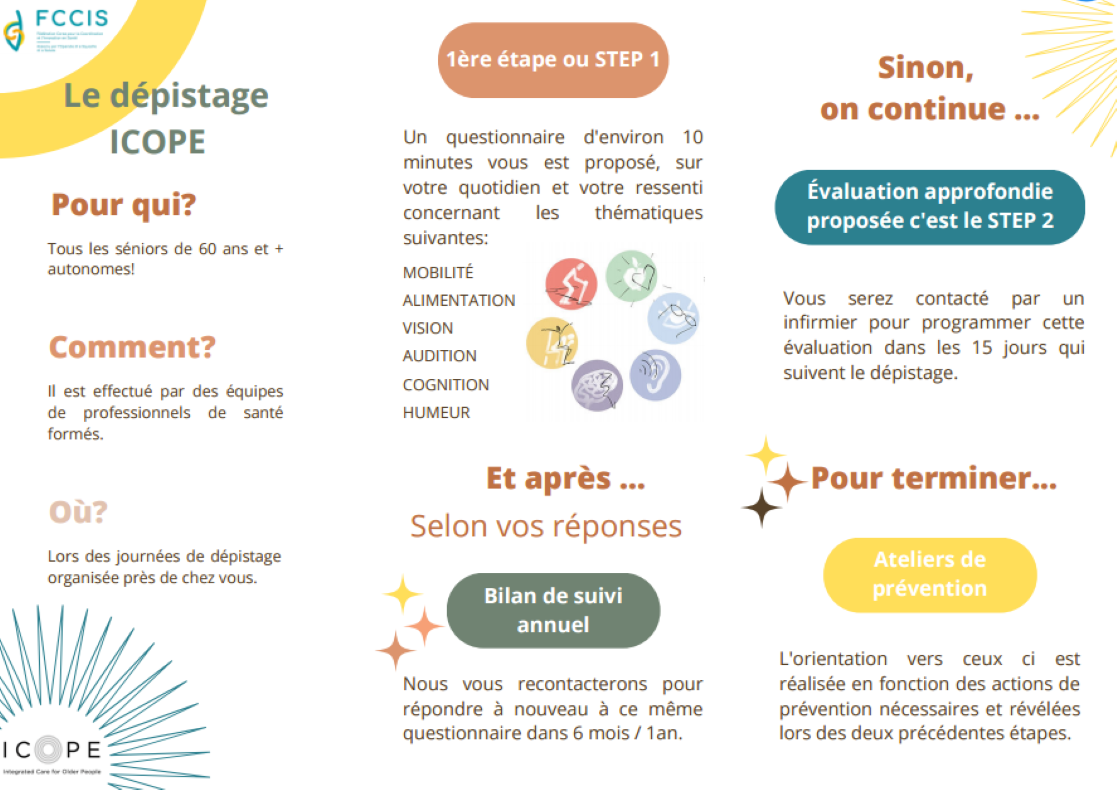 FCCIS
Le dépistage
ICOPE
Pour qui?
Tous les séniors de 60 ans et +
autonomes!
Comment?
Il est effectué par des équipes
de professionnels de santé
formés.
Où?
Lors des journées de dépistage
organisée près de chez vous.
ICOPE
Integrated Care for Older People
1ère étape ou STEP 1
Un questionnaire d'environ 10
minutes vous est proposé, sur
votre quotidien et votre ressenti
concernant les thématiques
suivantes:
MOBILITÉ
ALIMENTATION
VISION
AUDITION
COGNITION
HUMEUR
Et après ...
Selon vos réponses
Bilan de suivi
annuel
Nous vous recontacterons pour
répondre à nouveau à ce même
questionnaire dans 6 mois / 1an.
Sinon,
on continue ...
Évaluation approfondie
proposée c'est le STEP 2
Vous serez contacté par un
infirmier pour programmer cette
évaluation dans les 15 jours qui
suivent le dépistage.
Pour terminer...
Ateliers de
prévention
L'orientation vers ceux ci est
réalisée en fonction des actions de
prévention nécessaires et révélées
lors des deux précédentes étapes.